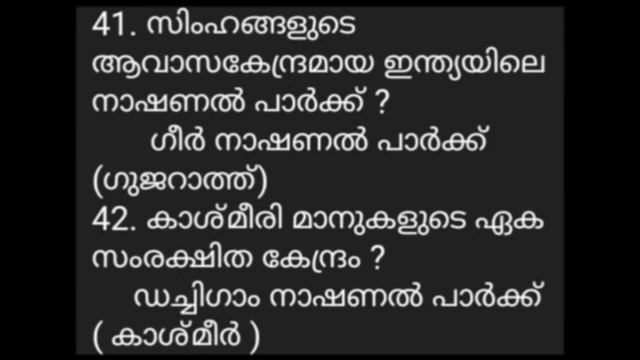 41. സിംഹങ്ങളുടെ
ആവാസകേന്ദ്രമായ ഇന്ത്യയിലെ
നാഷണൽ പാർക്ക് ?
ഗീർ നാഷണൽ പാർക്ക്
(ഗുജറാത്ത്)
42. കാശ്മീരി മാനുകളുടെ ഏക
സംരക്ഷിത കേന്ദ്രം ?
ഡച്ചിഗാം നാഷണൽ പാർക്ക്
( കാശ്മീർ )